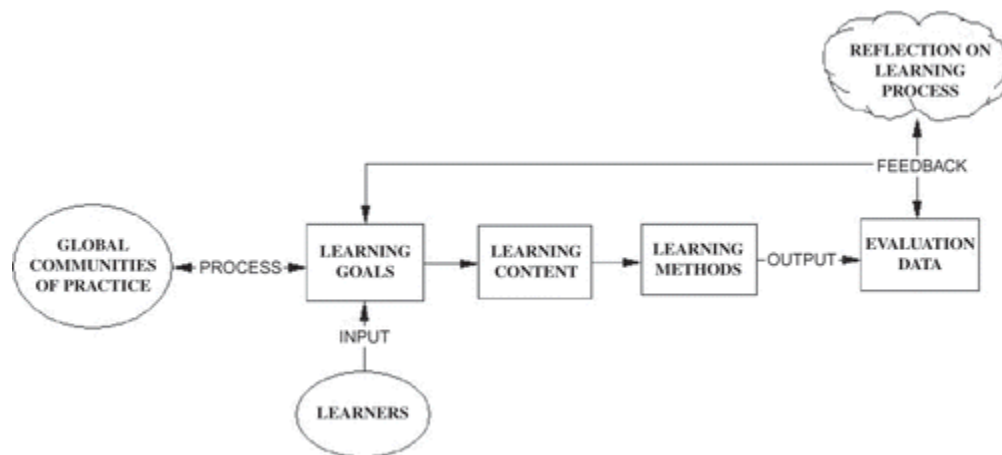 REFLECTION ON
LEARNING
PROCESS
FEEDBACK
GLOBAL
COMMUNITIES
OF PRACTICE
PROCESS
LEARNING
GOALS
LEARNING
CONTENT
LEARNING
METHODS
OUTPUT
EVALUATION
DATA
INPUT
LEARNERS